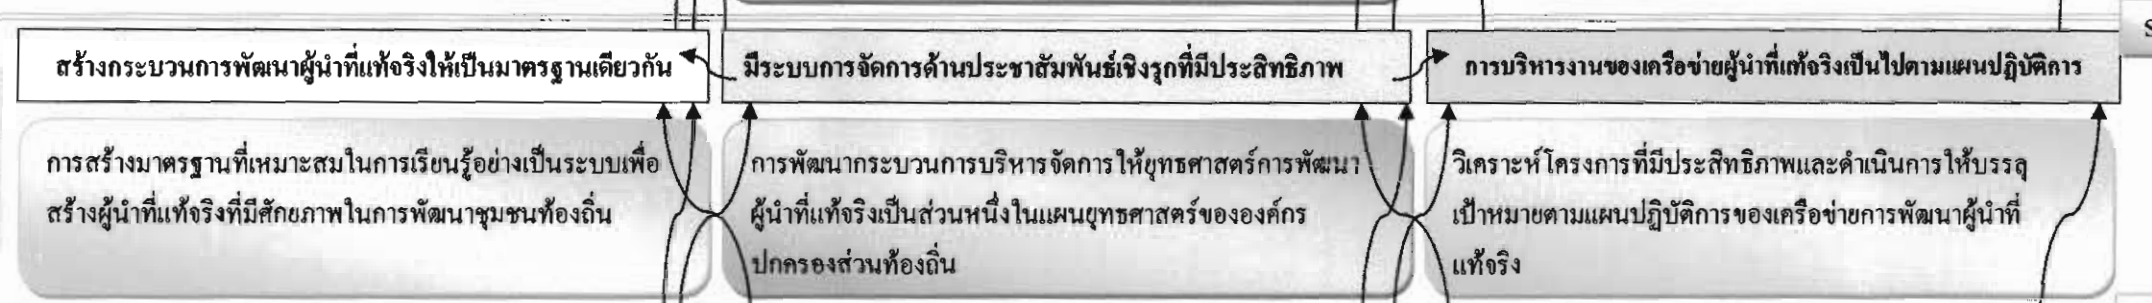 สร้างกระบวนการพัฒนาผู้นำที่แท้จริงให้เป็นมาตรฐานเดียวกัน
มีระบบการจัดการด้านประชาสัมพันธ์เชิงรุกที่มีประสิทธิภาพ
การบริหารงานของเครือข่ายผู้นำที่แท้จริงเป็นไปตามแผนปฏิบัติการ
การสร้างมาตรฐานที่เหมาะสมในการเรียนรู้อย่างเป็นระบบเพื่อ
สร้างผู้นำที่แท้จริงที่มีศักยภาพในการพัฒนาชุมชนท้องถิ่น
การพัฒนากระบวนการบริหารจัดการให้ยุทธศาสตร์การพัฒนา
ผู้นำที่แท้จริงเป็นส่วนหนึ่งในแผนยุทธศาสตร์ขององค์กร
ปกครองส่วนท้องถิ่น
วิเคราะห์โครงการที่มีประสิทธิภาพและดำเนินการให้บรรลุ
เป้าหมายตามแผนปฏิบัติการของเครือข่ายการพัฒนาผู้นำที่
แท้จริง